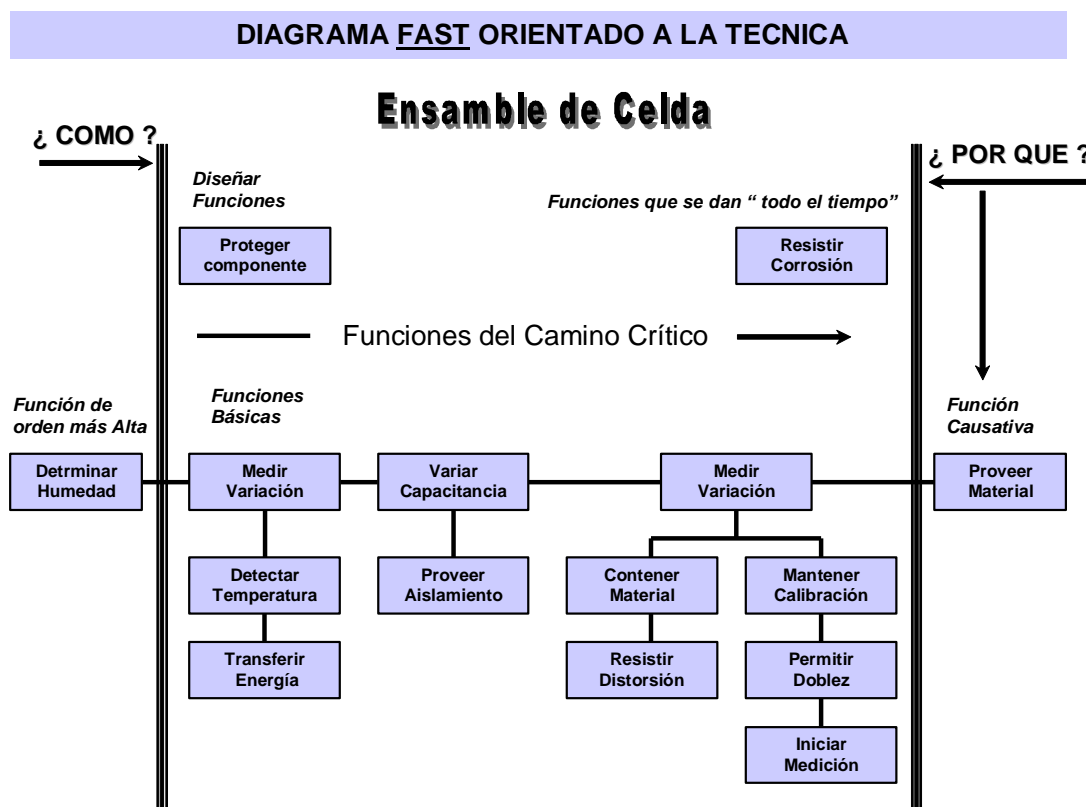 DIAGRAMA FAST ORIENTADO A LA TECNICA
Ensamble de Celda
¿ COMO ?
¿ POR QUE ?
Diseñar
Funciones
Funciones que se dan “ todo el tiempo”
Proteger
componente
Resistir
Corrosión
Funciones del Camino Crítico
Función de
orden más Alta
Funciones
Básicas
Función
Causativa
Detrminar
Humedad
Medir
Variación
Variar
Capacitancia
Medir
Variación
Proveer
Material
Detectar
Temperatura
Proveer
Aislamiento
Contener
Material
Mantener
Calibración
Transferir
Energía
Resistir
Distorsión
Permitir
Doblez
Iniciar
Medición